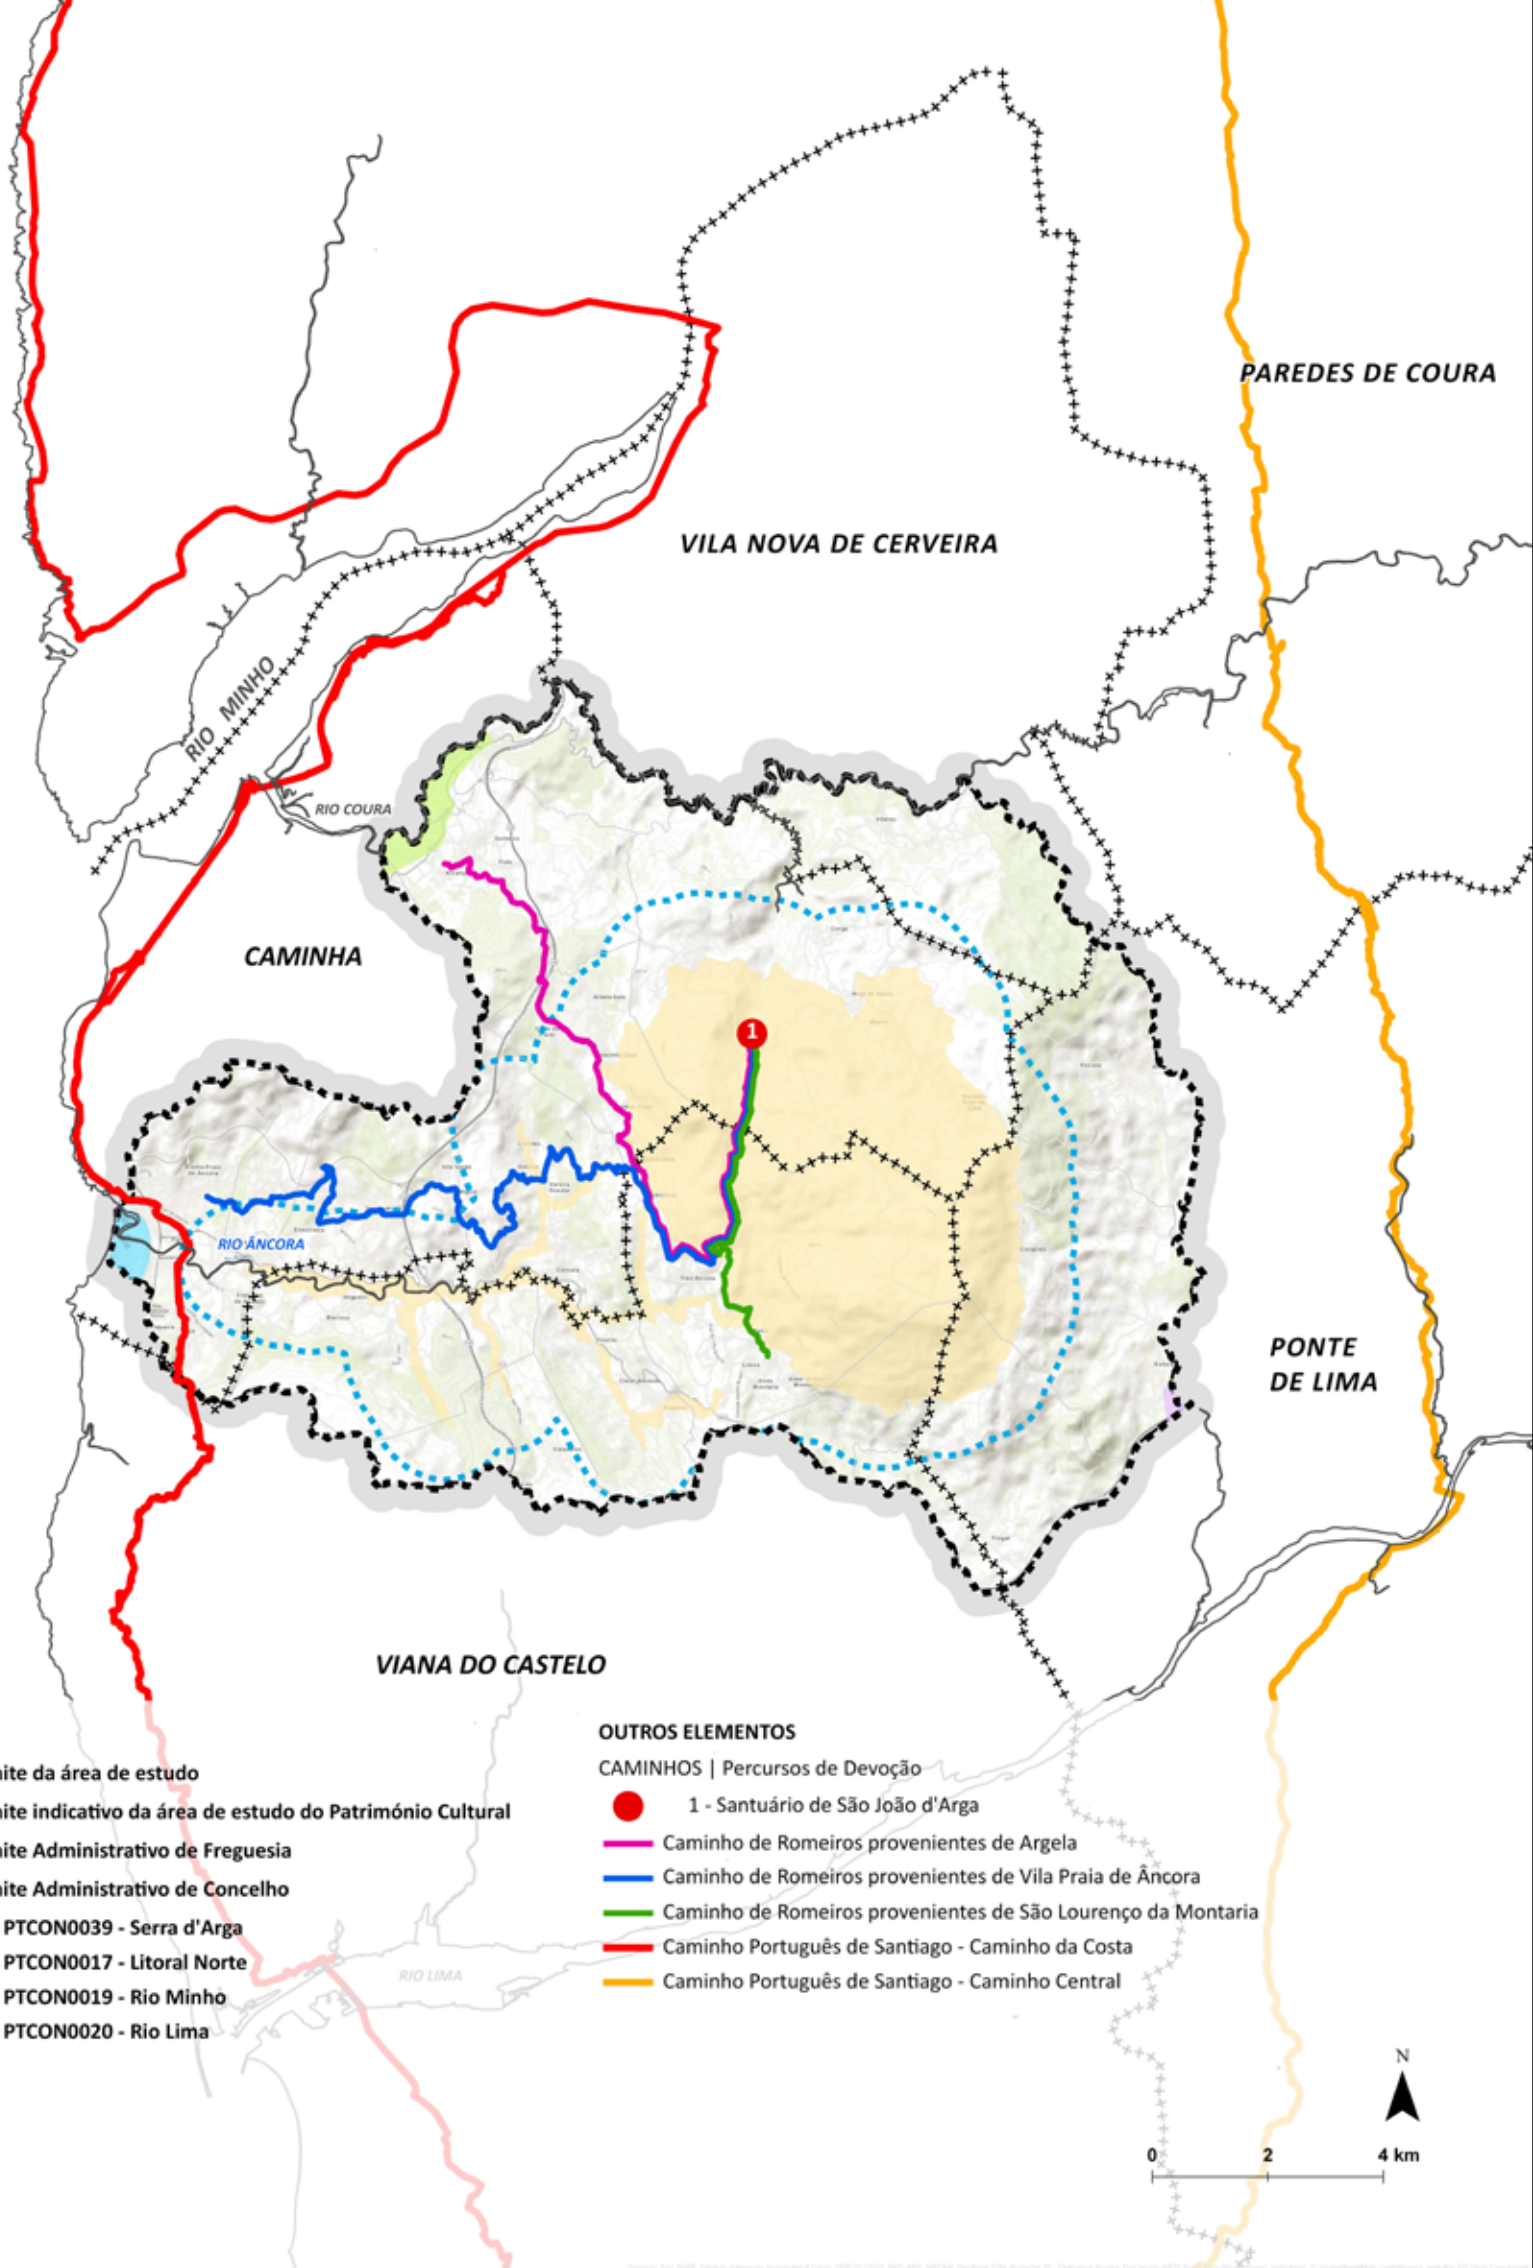 PAREDES DE COURA
VILA NOVA DE CERVEIRA
RIO MINHO
RIO COURA
CAMINHA
1
RIO ÂNCORA
PONTE
DE LIMA
VIANA DO CASTELO
ite da área de estudo
ite indicativo da área de estudo do Património Cultural
ite Administrativo de Freguesia
ite Administrativo de Concelho
PTCON0039 - Serra d'Arga
PTCON0017 - Litoral Norte
PTCON0019 - Rio Minho
PTCON0020 - Rio Lima
OUTROS ELEMENTOS
CAMINHOS | Percursos de Devoção
1 - Santuário de São João d'Arga
Caminho de Romeiros provenientes de Argela
Caminho de Romeiros provenientes de Vila Praia de Âncora
Caminho de Romeiros provenientes de São Lourenço da Montaria
Caminho Português de Santiago - Caminho da Costa
Caminho Português de Santiago - Caminho Central
RIO LIMA
N
0 2 4 km